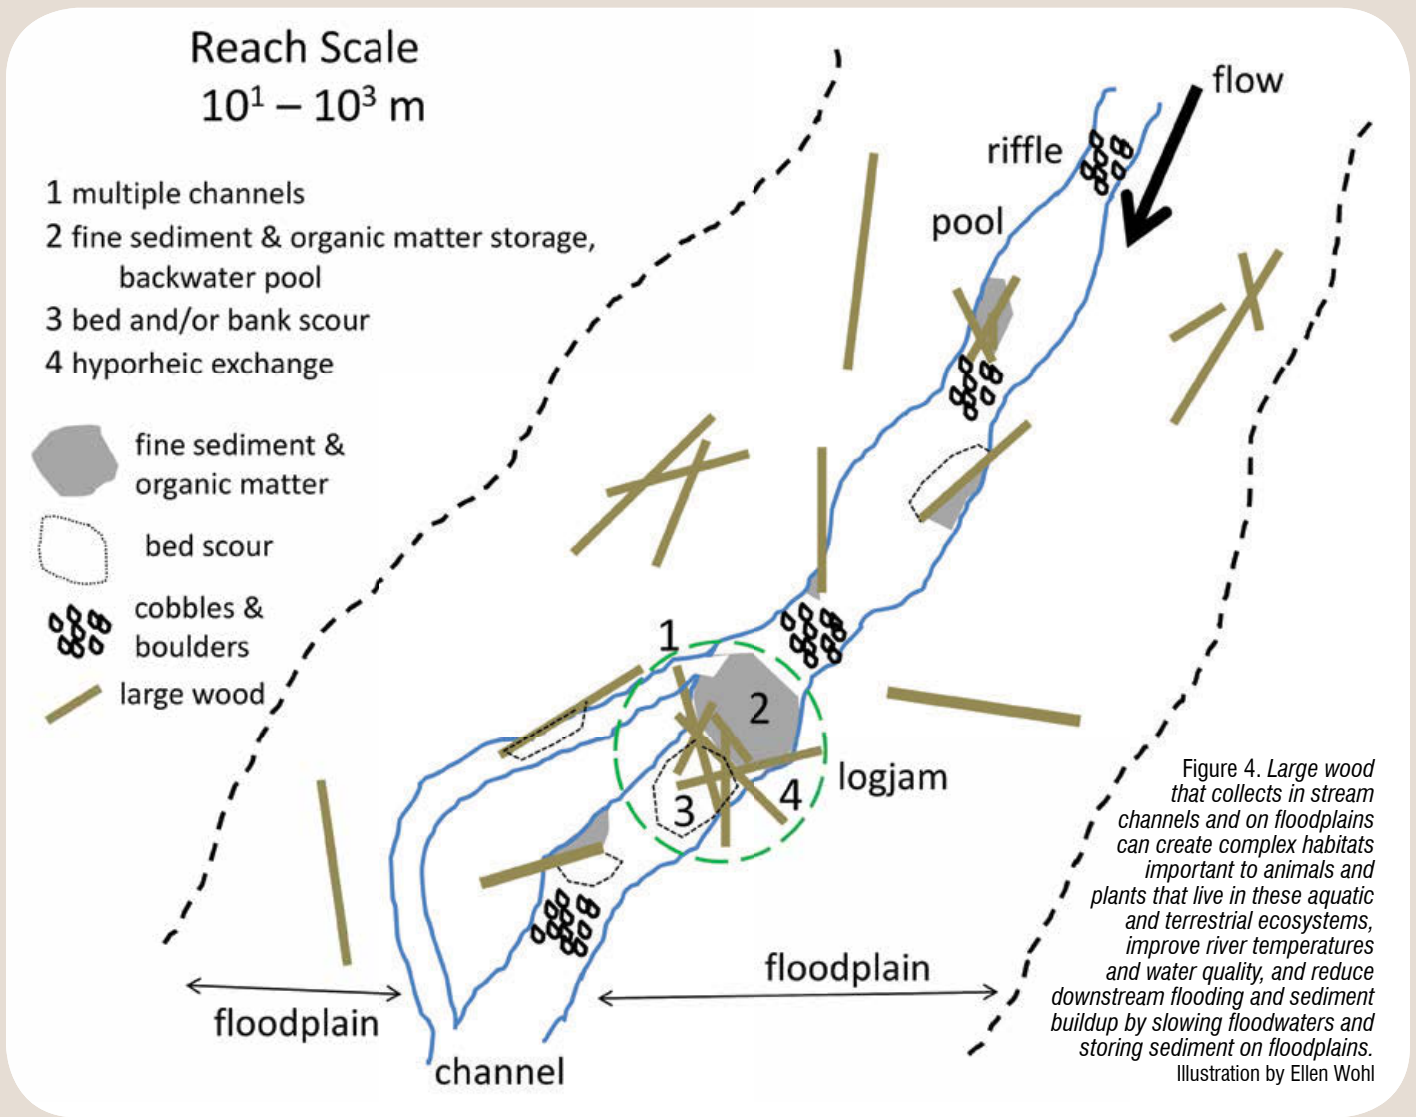 Reach Scale
10¹ – 10³ m
1 multiple channels
2 fine sediment & organic matter storage,
backwater pool
3 bed and/or bank scour
4 hyporheic exchange
fine sediment &
organic matter
bed scour
cobbles &
boulders
large wood
flow
riffle
pool
1
2
3
4
logjam
floodplain
floodplain
channel
Figure 4. Large wood
that collects in stream
channels and on floodplains
can create complex habitats
important to animals and
plants that live in these aquatic
and terrestrial ecosystems,
improve river temperatures
and water quality, and reduce
downstream flooding and sediment
buildup by slowing floodwaters and
storing sediment on floodplains.
Illustration by Ellen Wohl